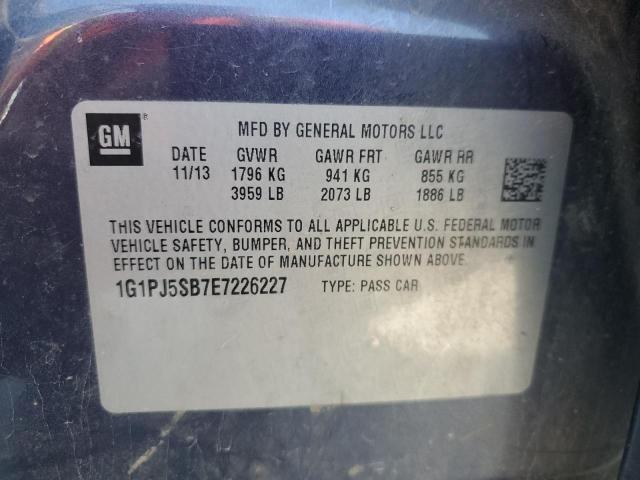 GM ®
MFD BY GENERAL MOTORS LLC
DATE GVWR GAWR FRT GAWR RR
11/13 1796 KG 941 KG 855 KG
3959 LB 2073 LB 1886 LB
THIS VEHICLE CONFORMS TO ALL APPLICABLE U.S. FEDERAL MOTOR
VEHICLE SAFETY, BUMPER, AND THEFT PREVENTION STANDARDS IN
EFFECT ON THE DATE OF MANUFACTURE SHOWN ABOVE.
1G1PJ5SB7E7226227 TYPE: PASS CAR